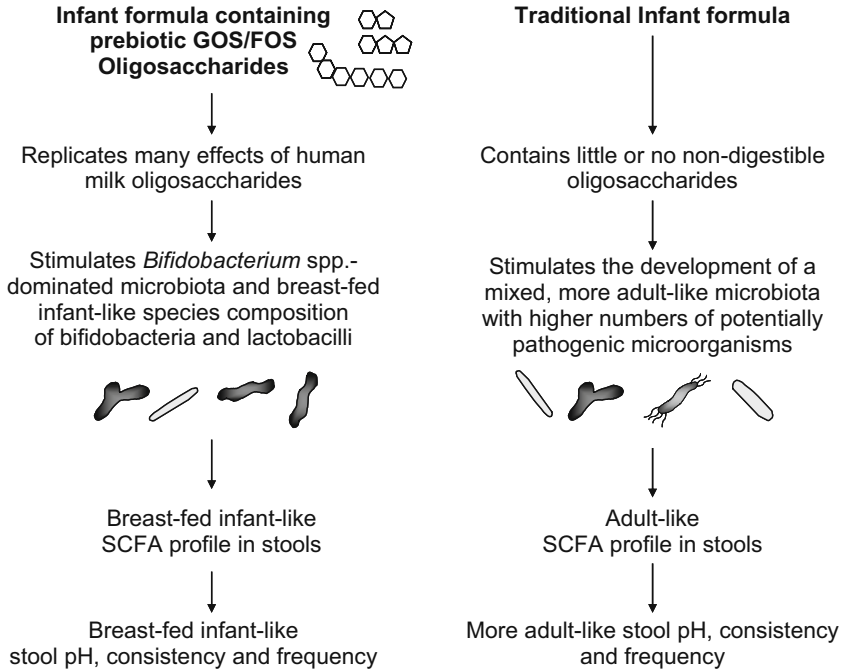 Infant formula containing
prebiotic GOS/FOS
Oligosaccharides
Replicates many effects of human
milk oligosaccharides
Stimulates Bifidobacterium spp.-
dominated microbiota and breast-fed
infant-like species composition
of bifidobacteria and lactobacilli
Breast-fed infant-like
SCFA profile in stools
Breast-fed infant-like
stool pH, consistency and frequency
Traditional Infant formula
Contains little or no non-digestible
oligosaccharides
Stimulates the development of a
mixed, more adult-like microbiota
with higher numbers of potentially
pathogenic microorganisms
Adult-like
SCFA profile in stools
More adult-like stool pH, consistency
and frequency